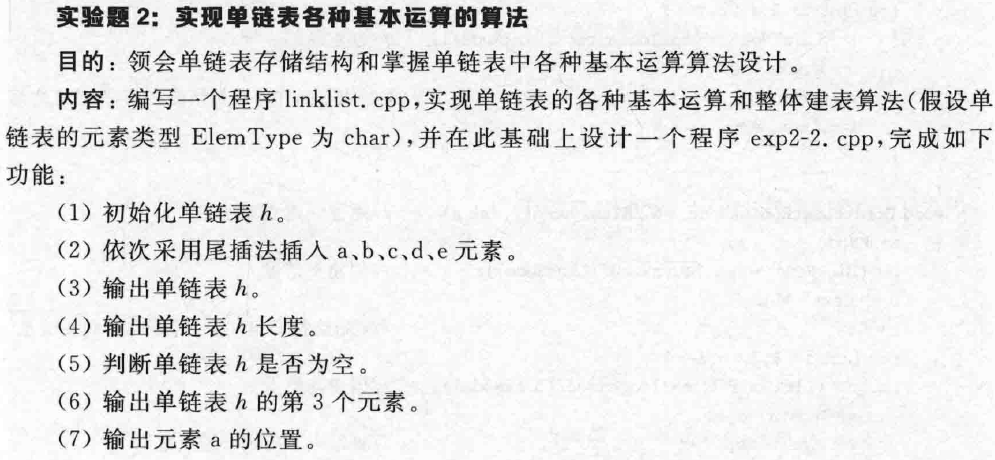 实验题 2：实现单链表各种基本运算的算法
目的：领会单链表存储结构和掌握单链表中各种基本运算算法设计。
内容：编写一个程序 linklist. cpp,实现单链表的各种基本运算和整体建表算法(假设单
链表的元素类型 ElemType 为 char),并在此基础上设计一个程序 exp2-2. cpp,完成如下
功能：
(1) 初始化单链表 h。
(2) 依次采用尾插法插入 a、b、c、d、e 元素。
(3) 输出单链表 h。
(4) 输出单链表 h 长度。
(5) 判断单链表 h 是否为空。
(6) 输出单链表 h 的第 3 个元素。
(7) 输出元素 a 的位置。